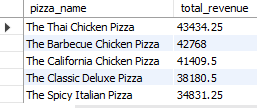 pizza_name total_revenue
The Thai Chicken Pizza 43434.25
The Barbecue Chicken Pizza 42768
The California Chicken Pizza 41409.5
The Classic Deluxe Pizza 38180.5
The Spicy Italian Pizza 34831.25